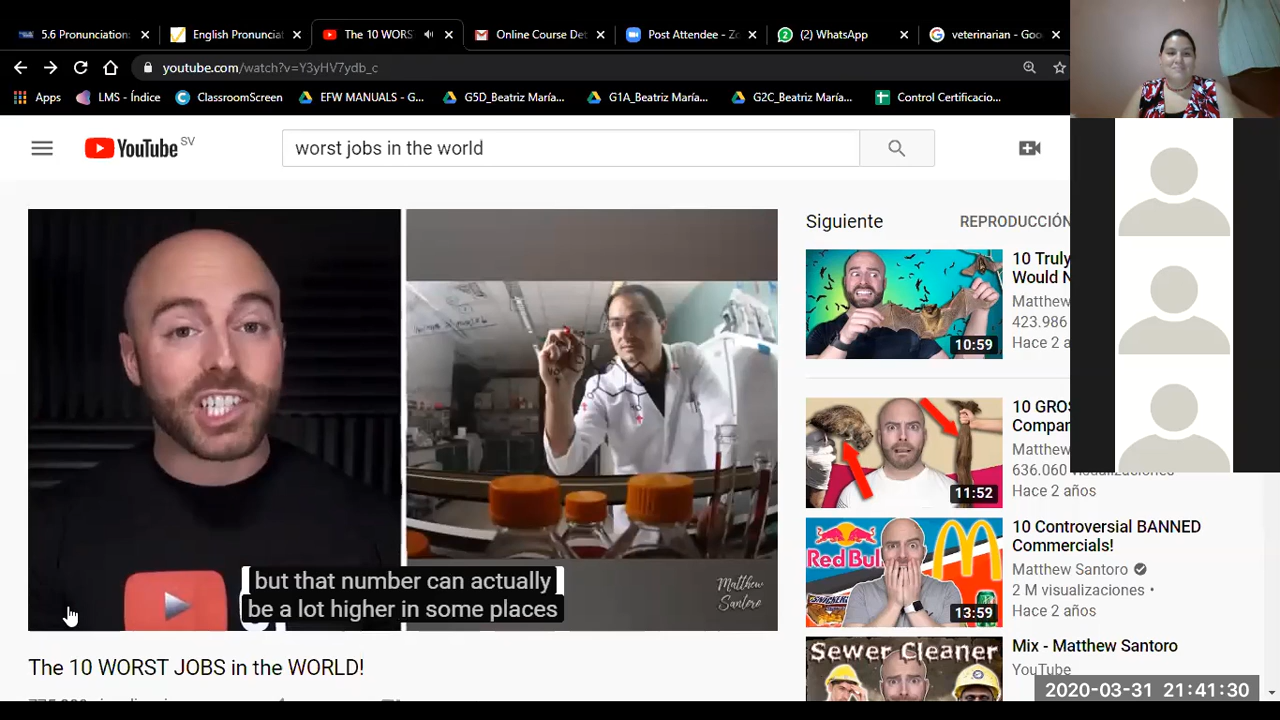 5.6 Pronunciation:
English Pronuncia
The 10 WORS
Online Course Det
Post Attendee - Zo
(2) WhatsApp
veterinarian - Goo
youtube.com/watch?v=Y3yHV7ydb_c
Apps
LMS - Índice
ClassroomScreen
EFW MANUALS - G...
G5D_Beatriz María...
G1A_Beatriz María...
G2C_Beatriz María...
Control Certificacio...
YouTube SV
worst jobs in the world
but that number can actually
be a lot higher in some places
Matthew
Santoro
The 10 WORST JOBS in the WORLD!
Siguiente
REPRODUCCIÓN
10 Truly
Would N
Matthew
423.986
Hace 2 a
10:59
10 GROS
Compar
Matthew
636.060 visualizaciones
Hace 2 años
11:52
10 Controversial BANNED
Commercials!
Matthew Santoro
2 M visualizaciones •
Hace 2 años
Red Bull
SNICKERS
13:59
Mix - Matthew Santoro
YouTube
Sewer Cleaner
2020-03-31 21:41:30